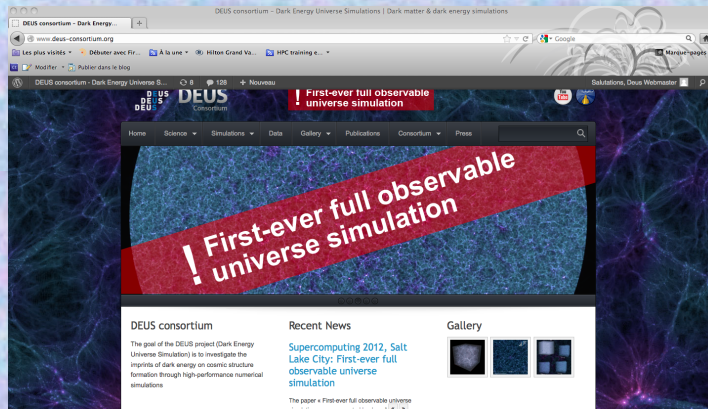 DEUS consortium – Dark Energy Universe Simulations | Dark matter & dark energy simulations
DEUS consortium – Dark Energy...
www.deus-consortium.org
Google
Les plus visités
Débuter avec Fir...
À la une
Hilton Grand Va...
HPC training e...
Marque-pages
Modifier
Publier dans le blog
DEUS consortium - Dark Energy Universe S...
8
128
+ Nouveau
Salutations, Deus Webmaster
DEUS
DEUS
DEUS
DEUS
Consortium
First-ever full observable
universe simulation
You
Tube
Home
Science
Simulations
Data
Gallery
Publications
Consortium
Press
! First-ever full observable
universe simulation
DEUS consortium
The goal of the DEUS project (Dark Energy
Universe Simulation) is to investigate the
imprints of dark energy on cosmic structure
formation through high-performance numerical
simulations
Recent News
Supercomputing 2012, Salt
Lake City: First-ever full
observable universe
simulation
The paper « First-ever full observable universe
Gallery